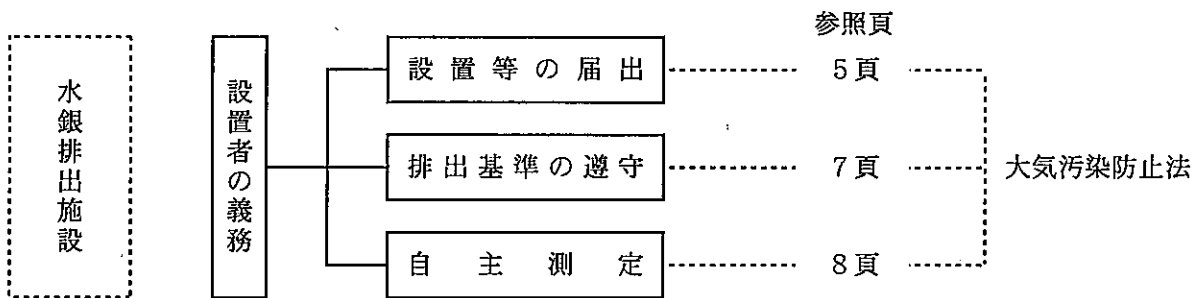 参照頁
水銀排出施設
設置者の義務
設置等の届出
5頁
排出基準の遵守
7頁
大気汚染防止法
自主測定
8頁